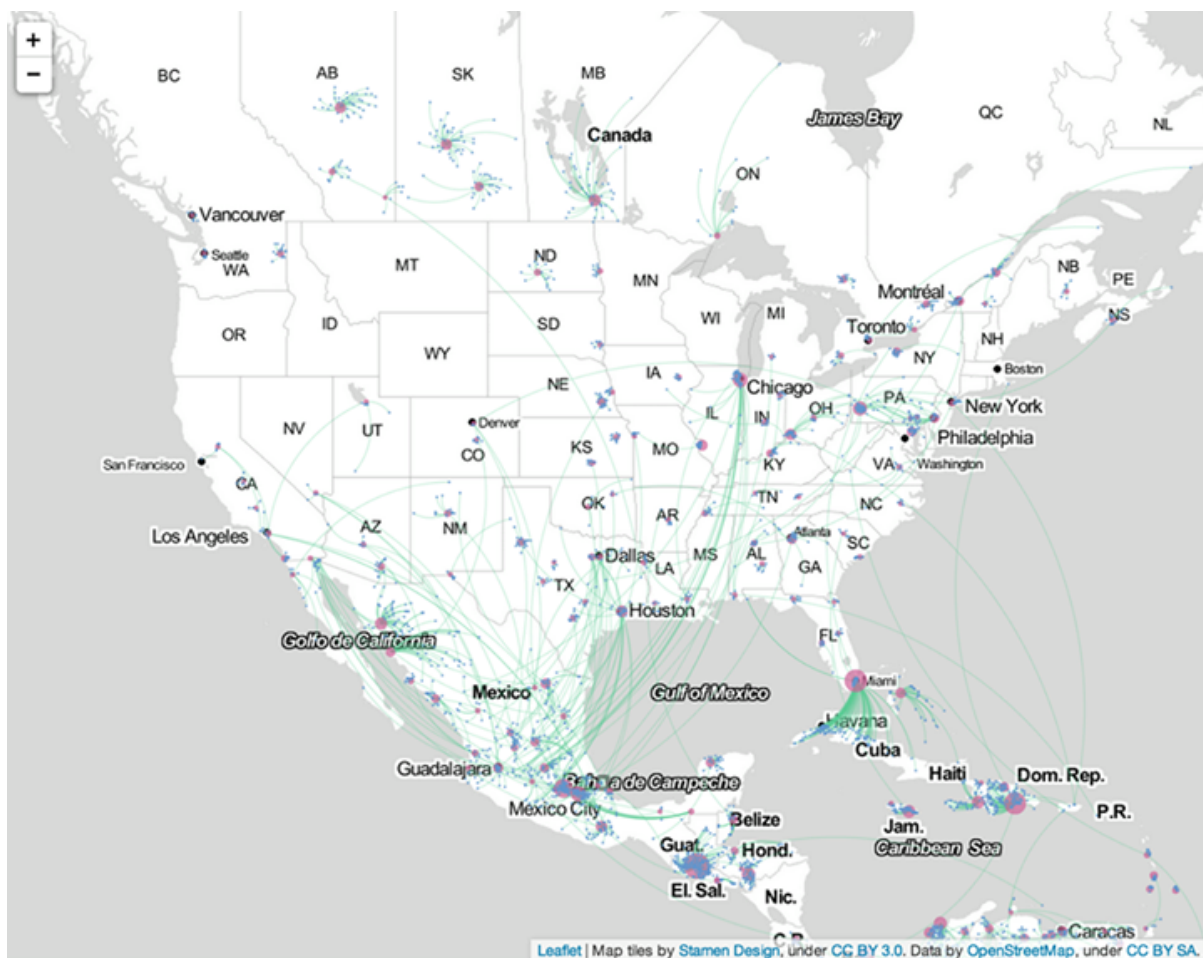 +
−
BC
AB
SK
MB
James Bay
QC
NL
Canada
ON
Vancouver
Seattle
WA
MT
ND
MN
NB
PE
Montréal
NS
OR
ID
SD
WI
MI
Toronto
NH
WY
NY
Boston
NE
IA
Chicago
PA
New York
IL
IN
OH
NV
UT
Denver
CO
Philadelphia
KS
MO
San Francisco
KY
VA
Washington
CA
TN
NC
OK
AR
AZ
NM
Los Angeles
Atlanta
SC
Dallas
MS
AL
GA
LA
TX
Houston
FL
Golfo de California
Mexico
Gulf of Mexico
Miami
Havana
Cuba
Guadalajara
Haiti
Dom. Rep.
Mexico City
P.R.
Belize
Jam.
Guat.
Hond.
Caribbean Sea
El. Sal.
Nic.
Caracas
Leaflet | Map tiles by Stamen Design, under CC BY 3.0. Data by OpenStreetMap, under CC BY SA.